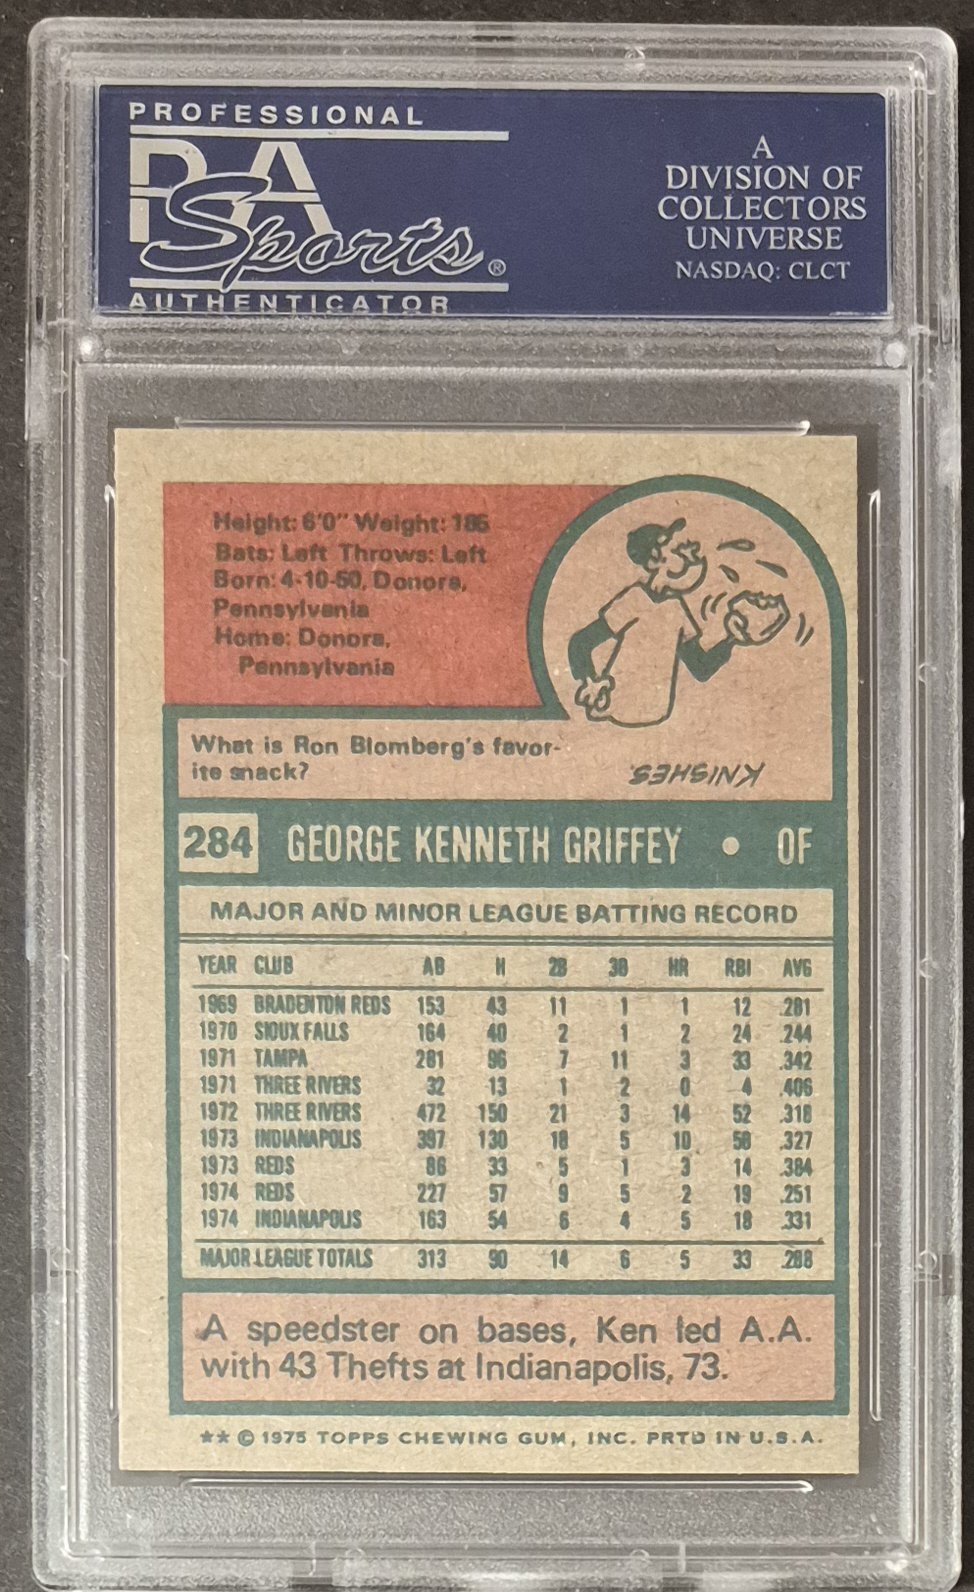 PROFESSIONAL
PSA
Sports®
AUTHENTICATOR
A
DIVISION OF
COLLECTORS
UNIVERSE
NASDAQ: CLCT
Height: 6'0" Weight: 185
Bats: Left Throws: Left
Born: 4-10-50, Donora,
Pennsylvania
Home: Donora,
Pennsylvania
What is Ron Blomberg's favor-
ite snack?
KNISHES.
284 GEORGE KENNETH GRIFFEY • OF
MAJOR AND MINOR LEAGUE BATTING RECORD
YEAR CLUB AB H 2B 3B HR RBI AVG
1969 BRADENTON REDS 153 43 11 1 1 12 .281
1970 SIOUX FALLS 164 40 2 1 2 24 .244
1971 TAMPA 281 96 7 11 3 33 .342
1971 THREE RIVERS 32 13 1 2 0 4 .406
1972 THREE RIVERS 472 150 21 3 14 52 .318
1973 INDIANAPOLIS 397 130 18 5 10 58 .327
1973 REDS 86 33 5 1 3 14 .384
1974 REDS 227 57 9 5 2 19 .251
1974 INDIANAPOLIS 163 54 6 4 5 18 .331
MAJOR LEAGUE TOTALS 313 90 14 6 5 33 .288
A speedster on bases, Ken led A.A.
with 43 Thefts at Indianapolis, 73.
★★ © 1975 TOPPS CHEWING GUM, INC. PRTD IN U.S.A.